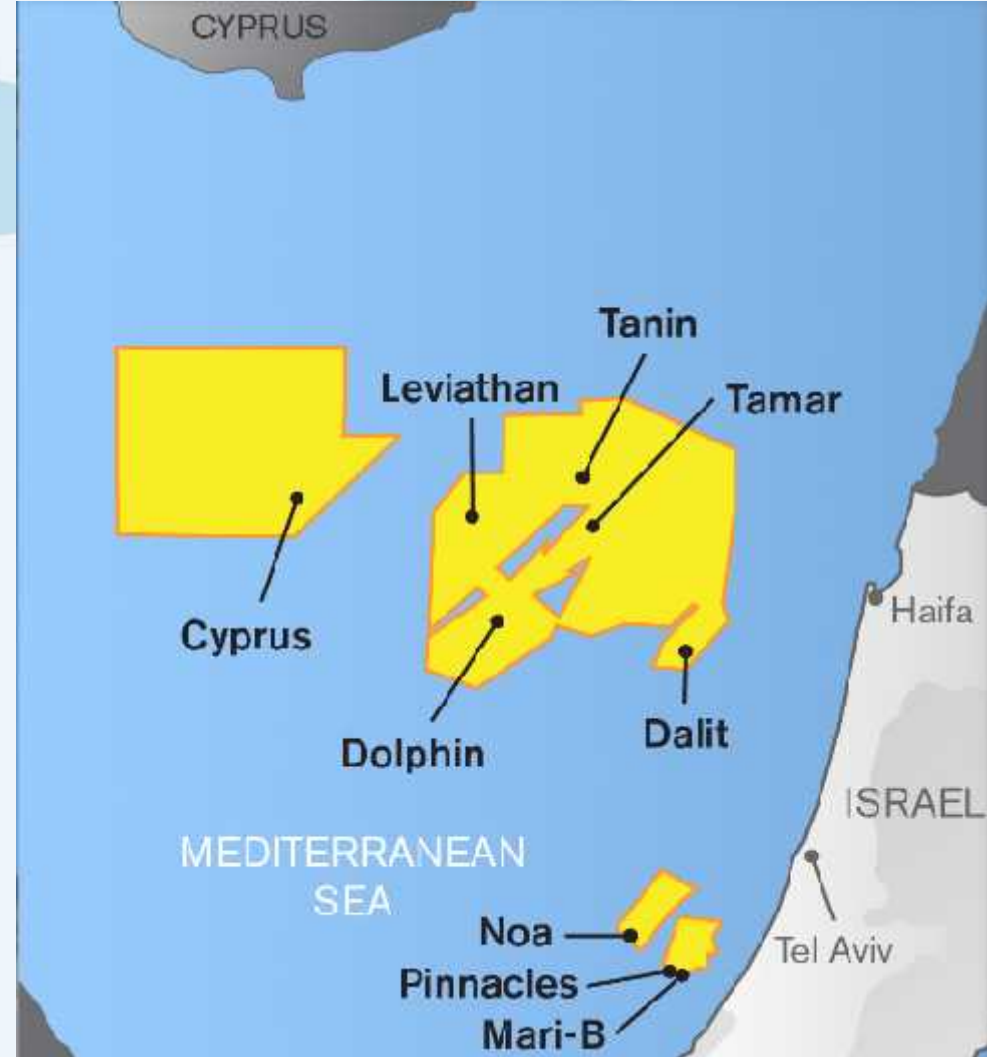 CYPRUS
Tanin
Leviathan
Tamar
Cyprus
Haifa
Dolphin
Dalit
ISRAEL
MEDITERRANEAN
SEA
Noa
Tel Aviv
Pinnacles
Mari-B